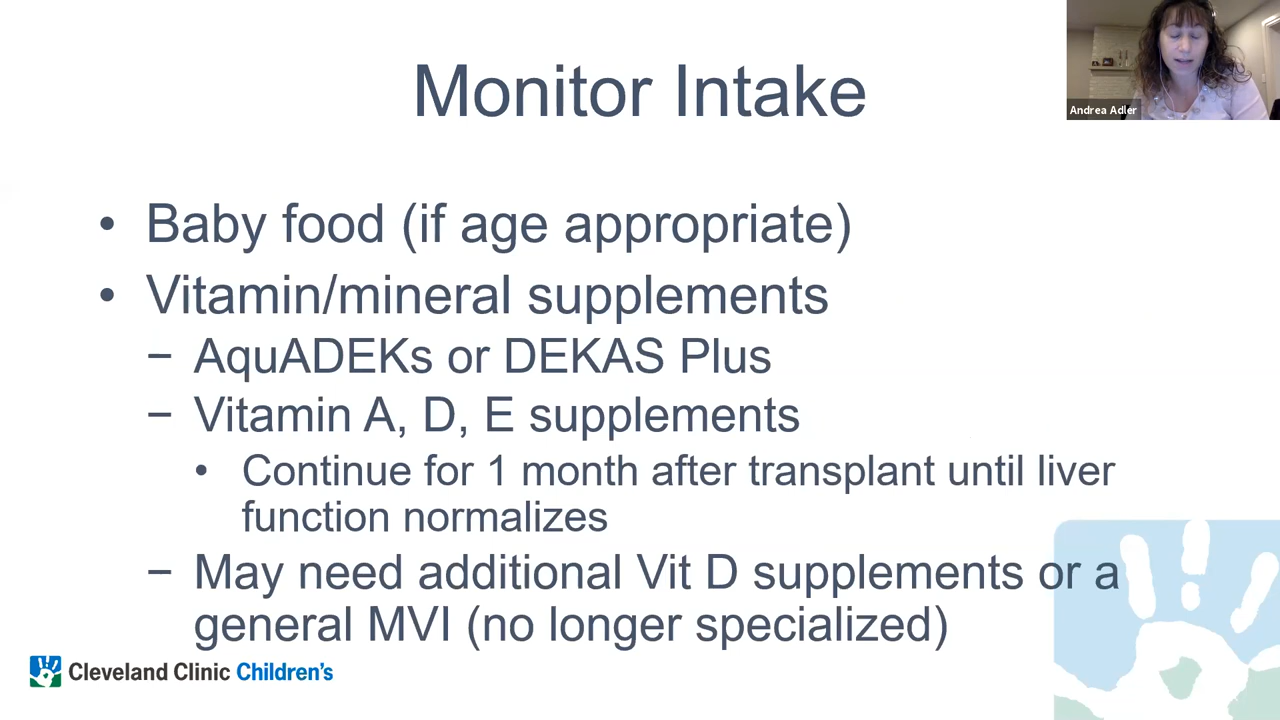 Monitor Intake
Andrea Adler
• Baby food (if age appropriate)
• Vitamin/mineral supplements
− AquADEKs or DEKAS Plus
− Vitamin A, D, E supplements
• Continue for 1 month after transplant until liver
function normalizes
− May need additional Vit D supplements or a
general MVI (no longer specialized)
Cleveland Clinic Children's